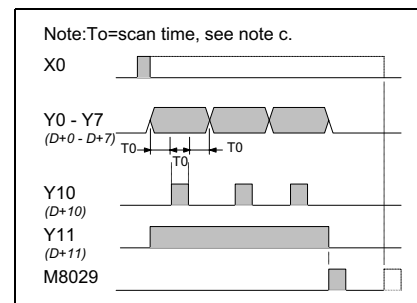 Note:To=scan time, see note c.
X0
Y0 - Y7
(D+0 - D+7)
T0
T0
T0
Y10
(D+10)
Y11
(D+11)
M8029